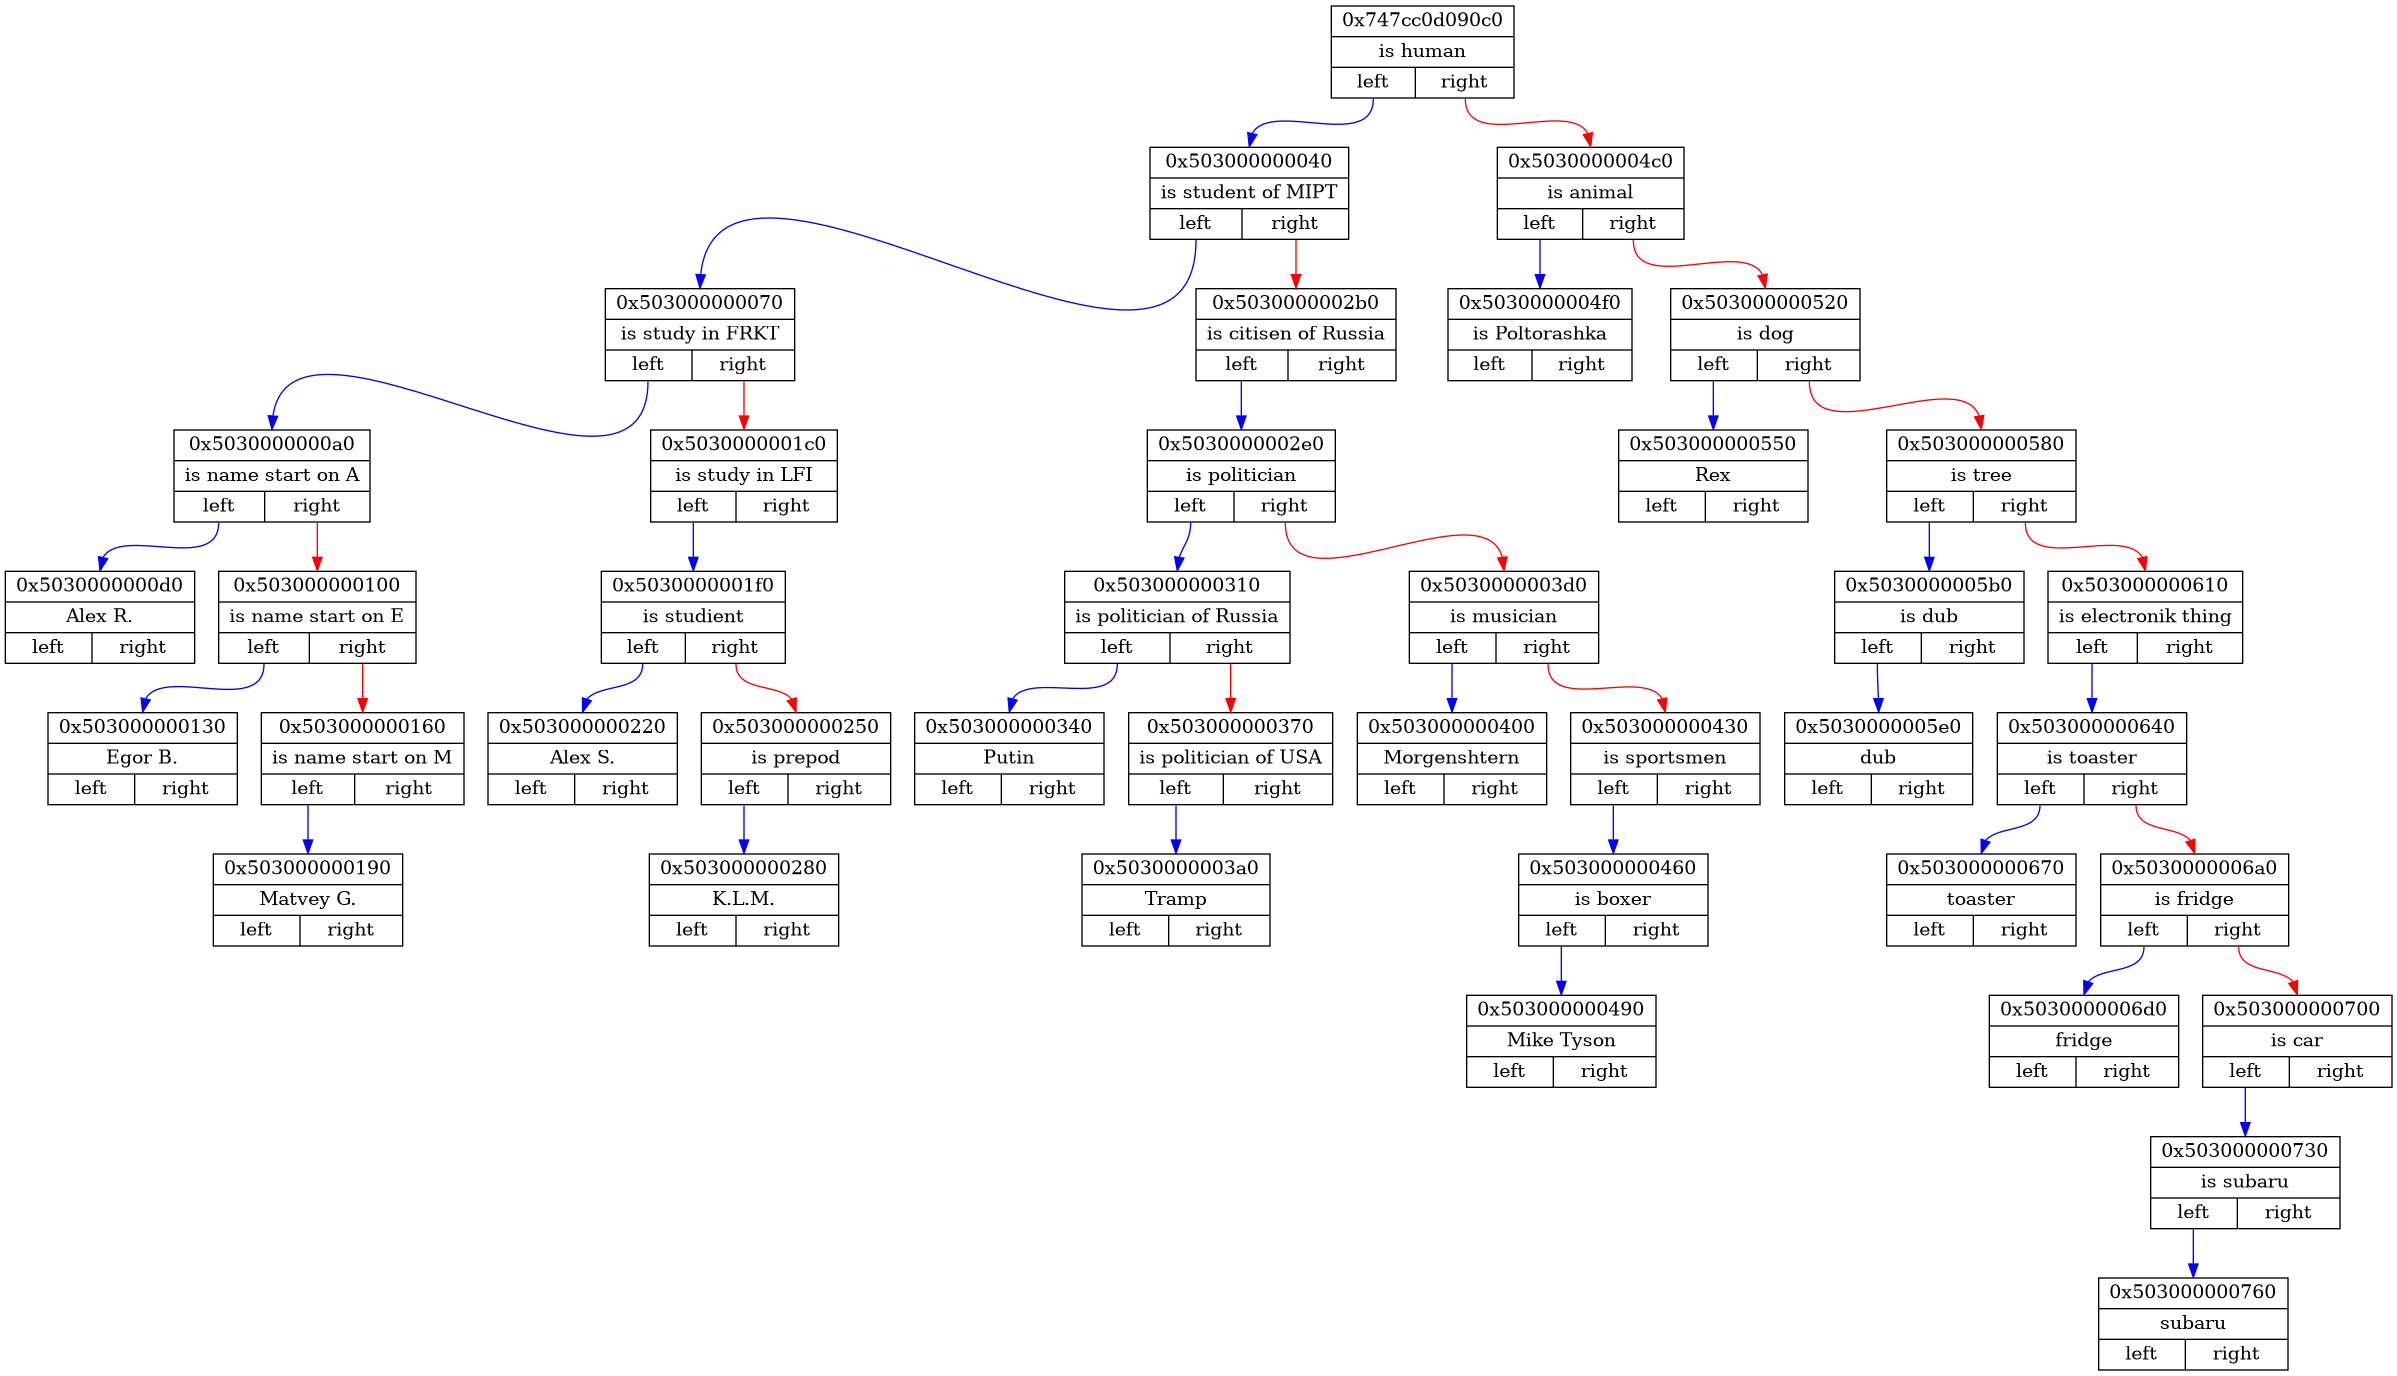 0x747cc0d090c0
is human
left right
0x503000000040
is student of MIPT
left right
0x5030000004c0
is animal
left right
0x503000000070
is study in FRKT
left right
0x5030000002b0
is citisen of Russia
left right
0x5030000004f0
is Poltorashka
left right
0x503000000520
is dog
left right
0x5030000000a0
is name start on A
left right
0x5030000001c0
is study in LFI
left right
0x5030000002e0
is politician
left right
0x503000000550
Rex
left right
0x503000000580
is tree
left right
0x5030000000d0
Alex R.
left right
0x503000000100
is name start on E
left right
0x5030000001f0
is studient
left right
0x503000000310
is politician of Russia
left right
0x5030000003d0
is musician
left right
0x5030000005b0
is dub
left right
0x503000000610
is electronik thing
left right
0x503000000130
Egor B.
left right
0x503000000160
is name start on M
left right
0x503000000220
Alex S.
left right
0x503000000250
is prepod
left right
0x503000000340
Putin
left right
0x503000000370
is politician of USA
left right
0x503000000400
Morgenshtern
left right
0x503000000430
is sportsmen
left right
0x5030000005e0
dub
left right
0x503000000640
is toaster
left right
0x503000000190
Matvey G.
left right
0x503000000280
K.L.M.
left right
0x5030000003a0
Tramp
left right
0x503000000460
is boxer
left right
0x503000000670
toaster
left right
0x5030000006a0
is fridge
left right
0x503000000490
Mike Tyson
left right
0x5030000006d0
fridge
left right
0x503000000700
is car
left right
0x503000000730
is subaru
left right
0x503000000760
subaru
left right